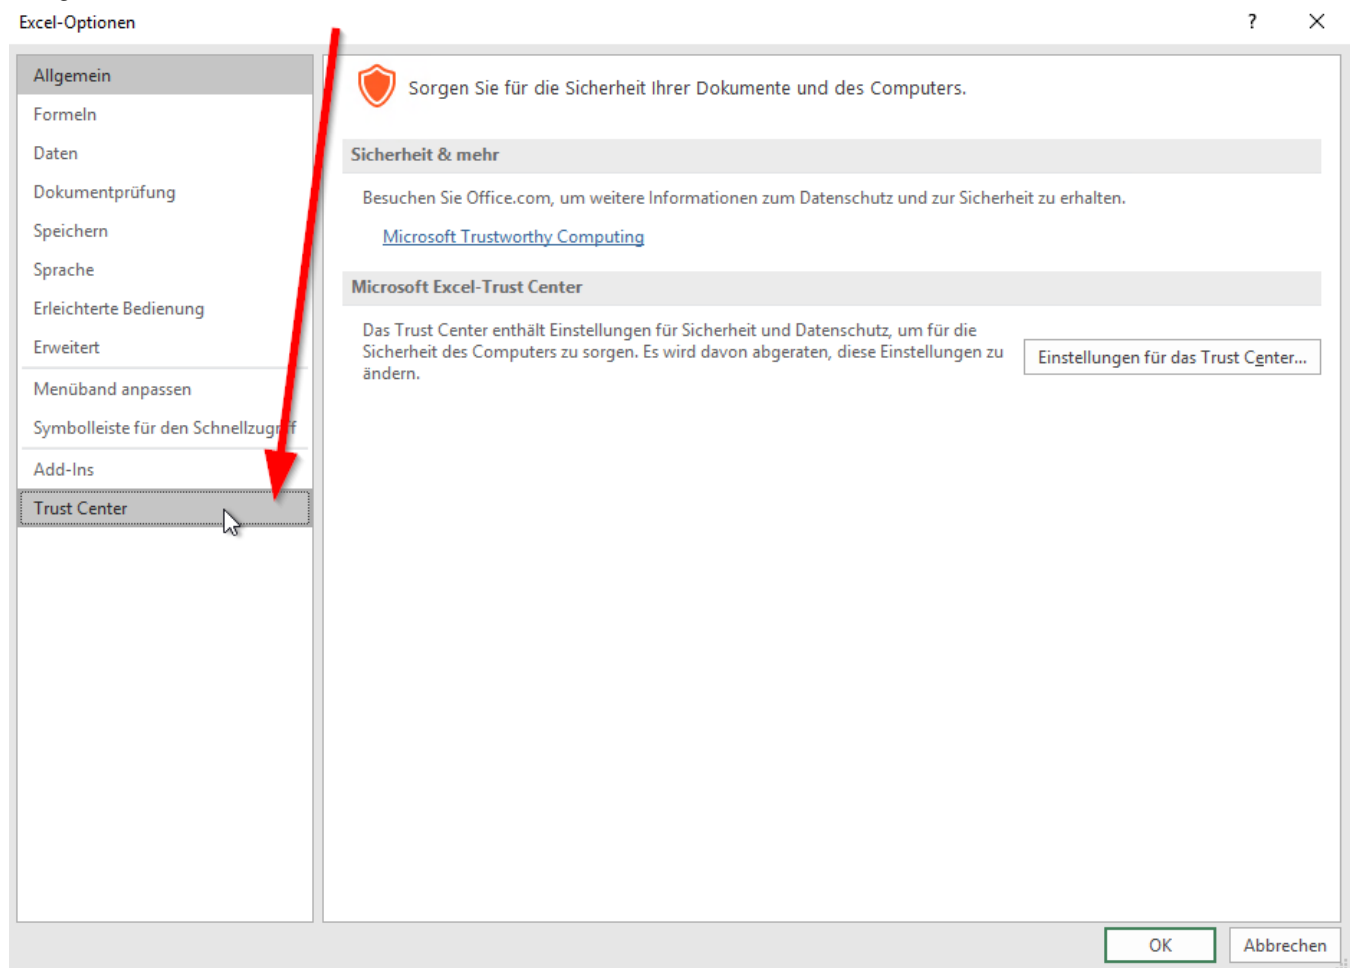 Excel-Optionen
?
Allgemein
Formeln
Daten
Dokumentprüfung
Speichern
Sprache
Erleichterte Bedienung
Erweitert
Menüband anpassen
Symbolleiste für den Schnellzugriff
Add-Ins
Trust Center
Sorgen Sie für die Sicherheit Ihrer Dokumente und des Computers.
Sicherheit & mehr
Besuchen Sie Office.com, um weitere Informationen zum Datenschutz und zur Sicherheit zu erhalten.
Microsoft Trustworthy Computing
Microsoft Excel-Trust Center
Das Trust Center enthält Einstellungen für Sicherheit und Datenschutz, um für die
Sicherheit des Computers zu sorgen. Es wird davon abgeraten, diese Einstellungen zu
ändern.
Einstellungen für das Trust Center...
OK
Abbrechen